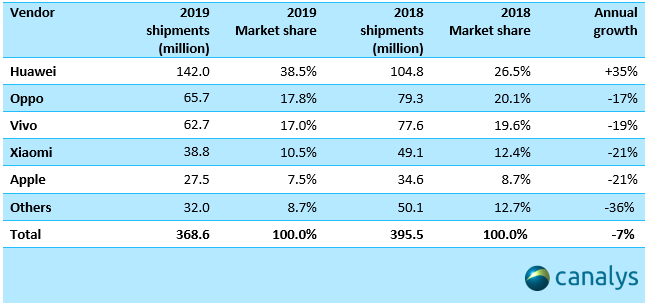 Vendor 2019 shipments (million) 2019 Market share 2018 shipments (million) 2018 Market share Annual growth
Huawei 142.0 38.5% 104.8 26.5% +35%
Oppo 65.7 17.8% 79.3 20.1% -17%
Vivo 62.7 17.0% 77.6 19.6% -19%
Xiaomi 38.8 10.5% 49.1 12.4% -21%
Apple 27.5 7.5% 34.6 8.7% -21%
Others 32.0 8.7% 50.1 12.7% -36%
Total 368.6 100.0% 395.5 100.0% -7%
canalys